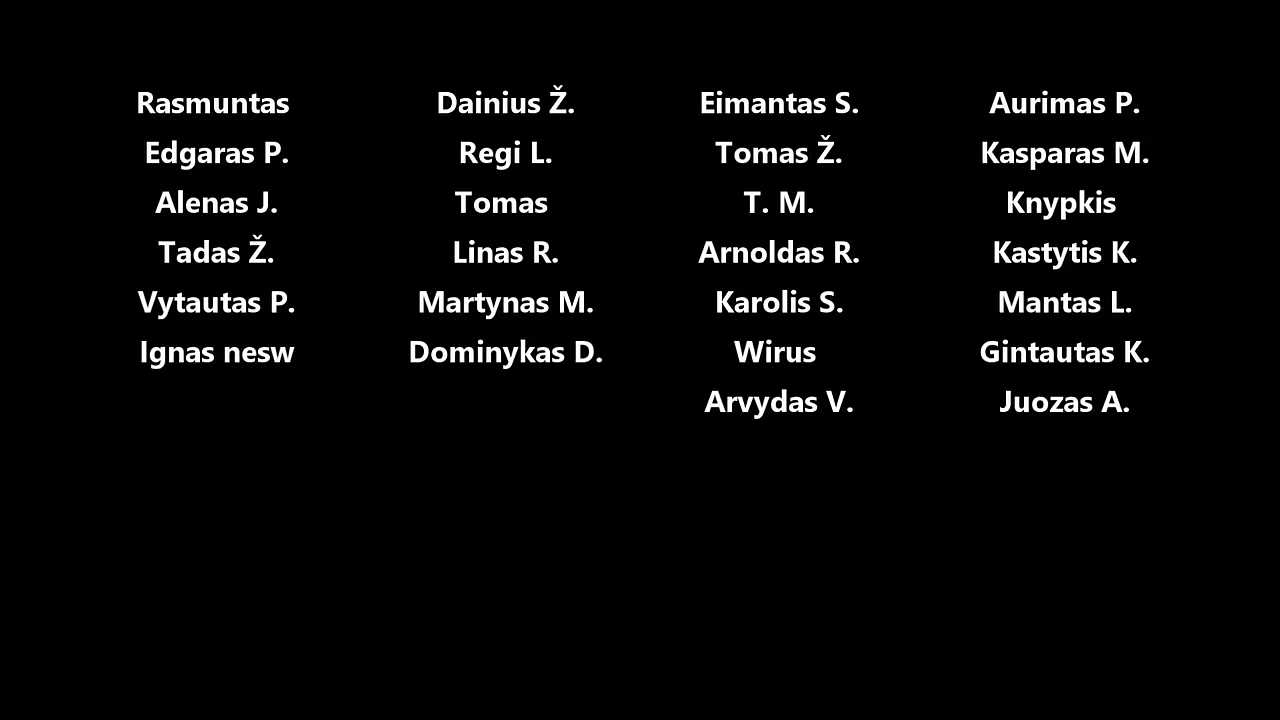 Rasmuntas
Edgaras P.
Alenas J.
Tadas Ž.
Vytautas P.
Ignas nesw
Dainius Ž.
Regi L.
Tomas
Linas R.
Martynas M.
Dominykas D.
Eimantas S.
Tomas Ž.
T. M.
Arnoldas R.
Karolis S.
Wirus
Arvydas V.
Aurimas P.
Kasparas M.
Knypkis
Kastytis K.
Mantas L.
Gintautas K.
Juozas A.